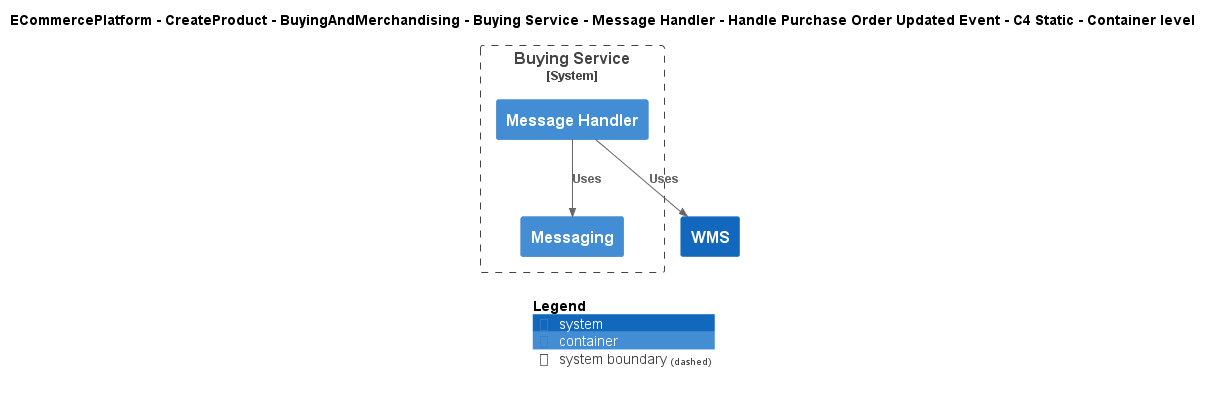 ECommercePlatform - CreateProduct - BuyingAndMerchandising - Buying Service - Message Handler - Handle Purchase Order Updated Event - C4 Static - Container level
Buying Service
[System]
Message Handler
Uses
Uses
Messaging
WMS
Legend
system
container
system boundary (dashed)